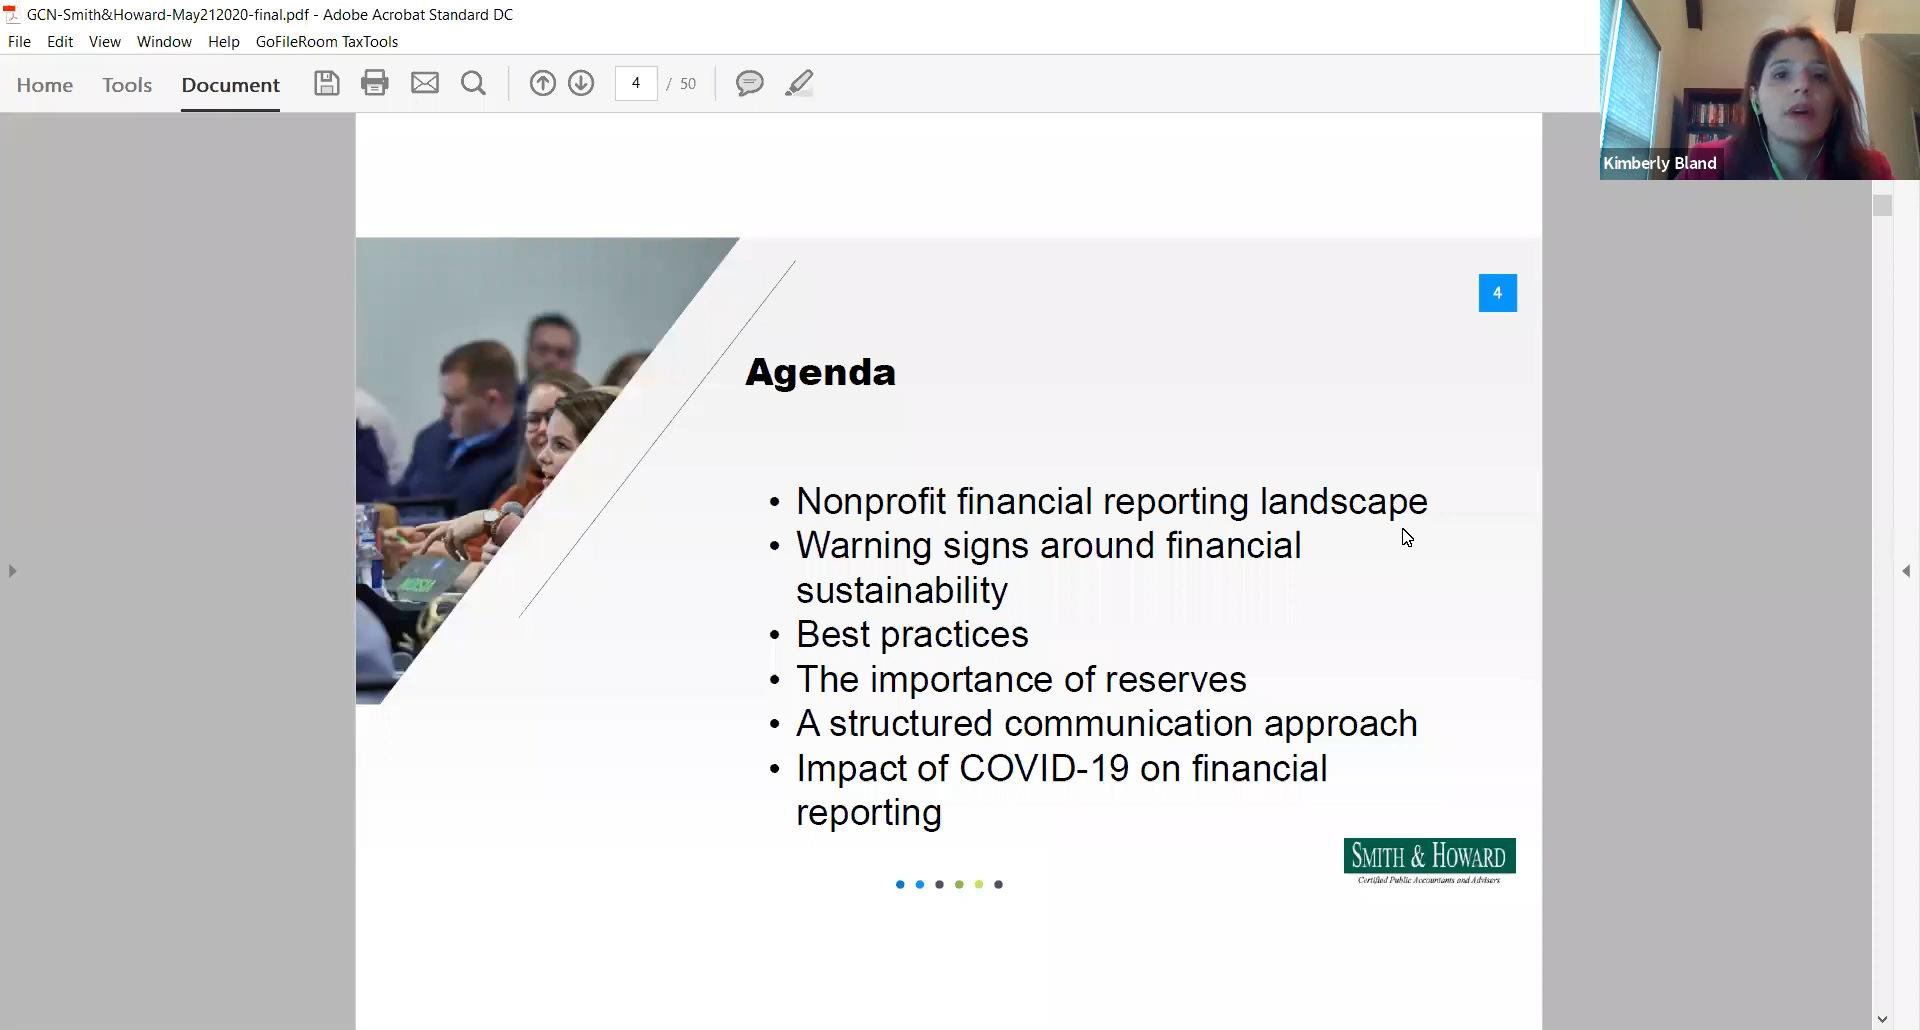 GCN-Smith&Howard-May212020-final.pdf - Adobe Acrobat Standard DC
File Edit View Window Help GoFileRoom TaxTools
Home Tools Document 4 / 50
Kimberly Bland
4
Agenda
• Nonprofit financial reporting landscape
• Warning signs around financial
sustainability
• Best practices
• The importance of reserves
• A structured communication approach
• Impact of COVID-19 on financial
reporting
SMITH & HOWARD
Certified Public Accountants and Advisers